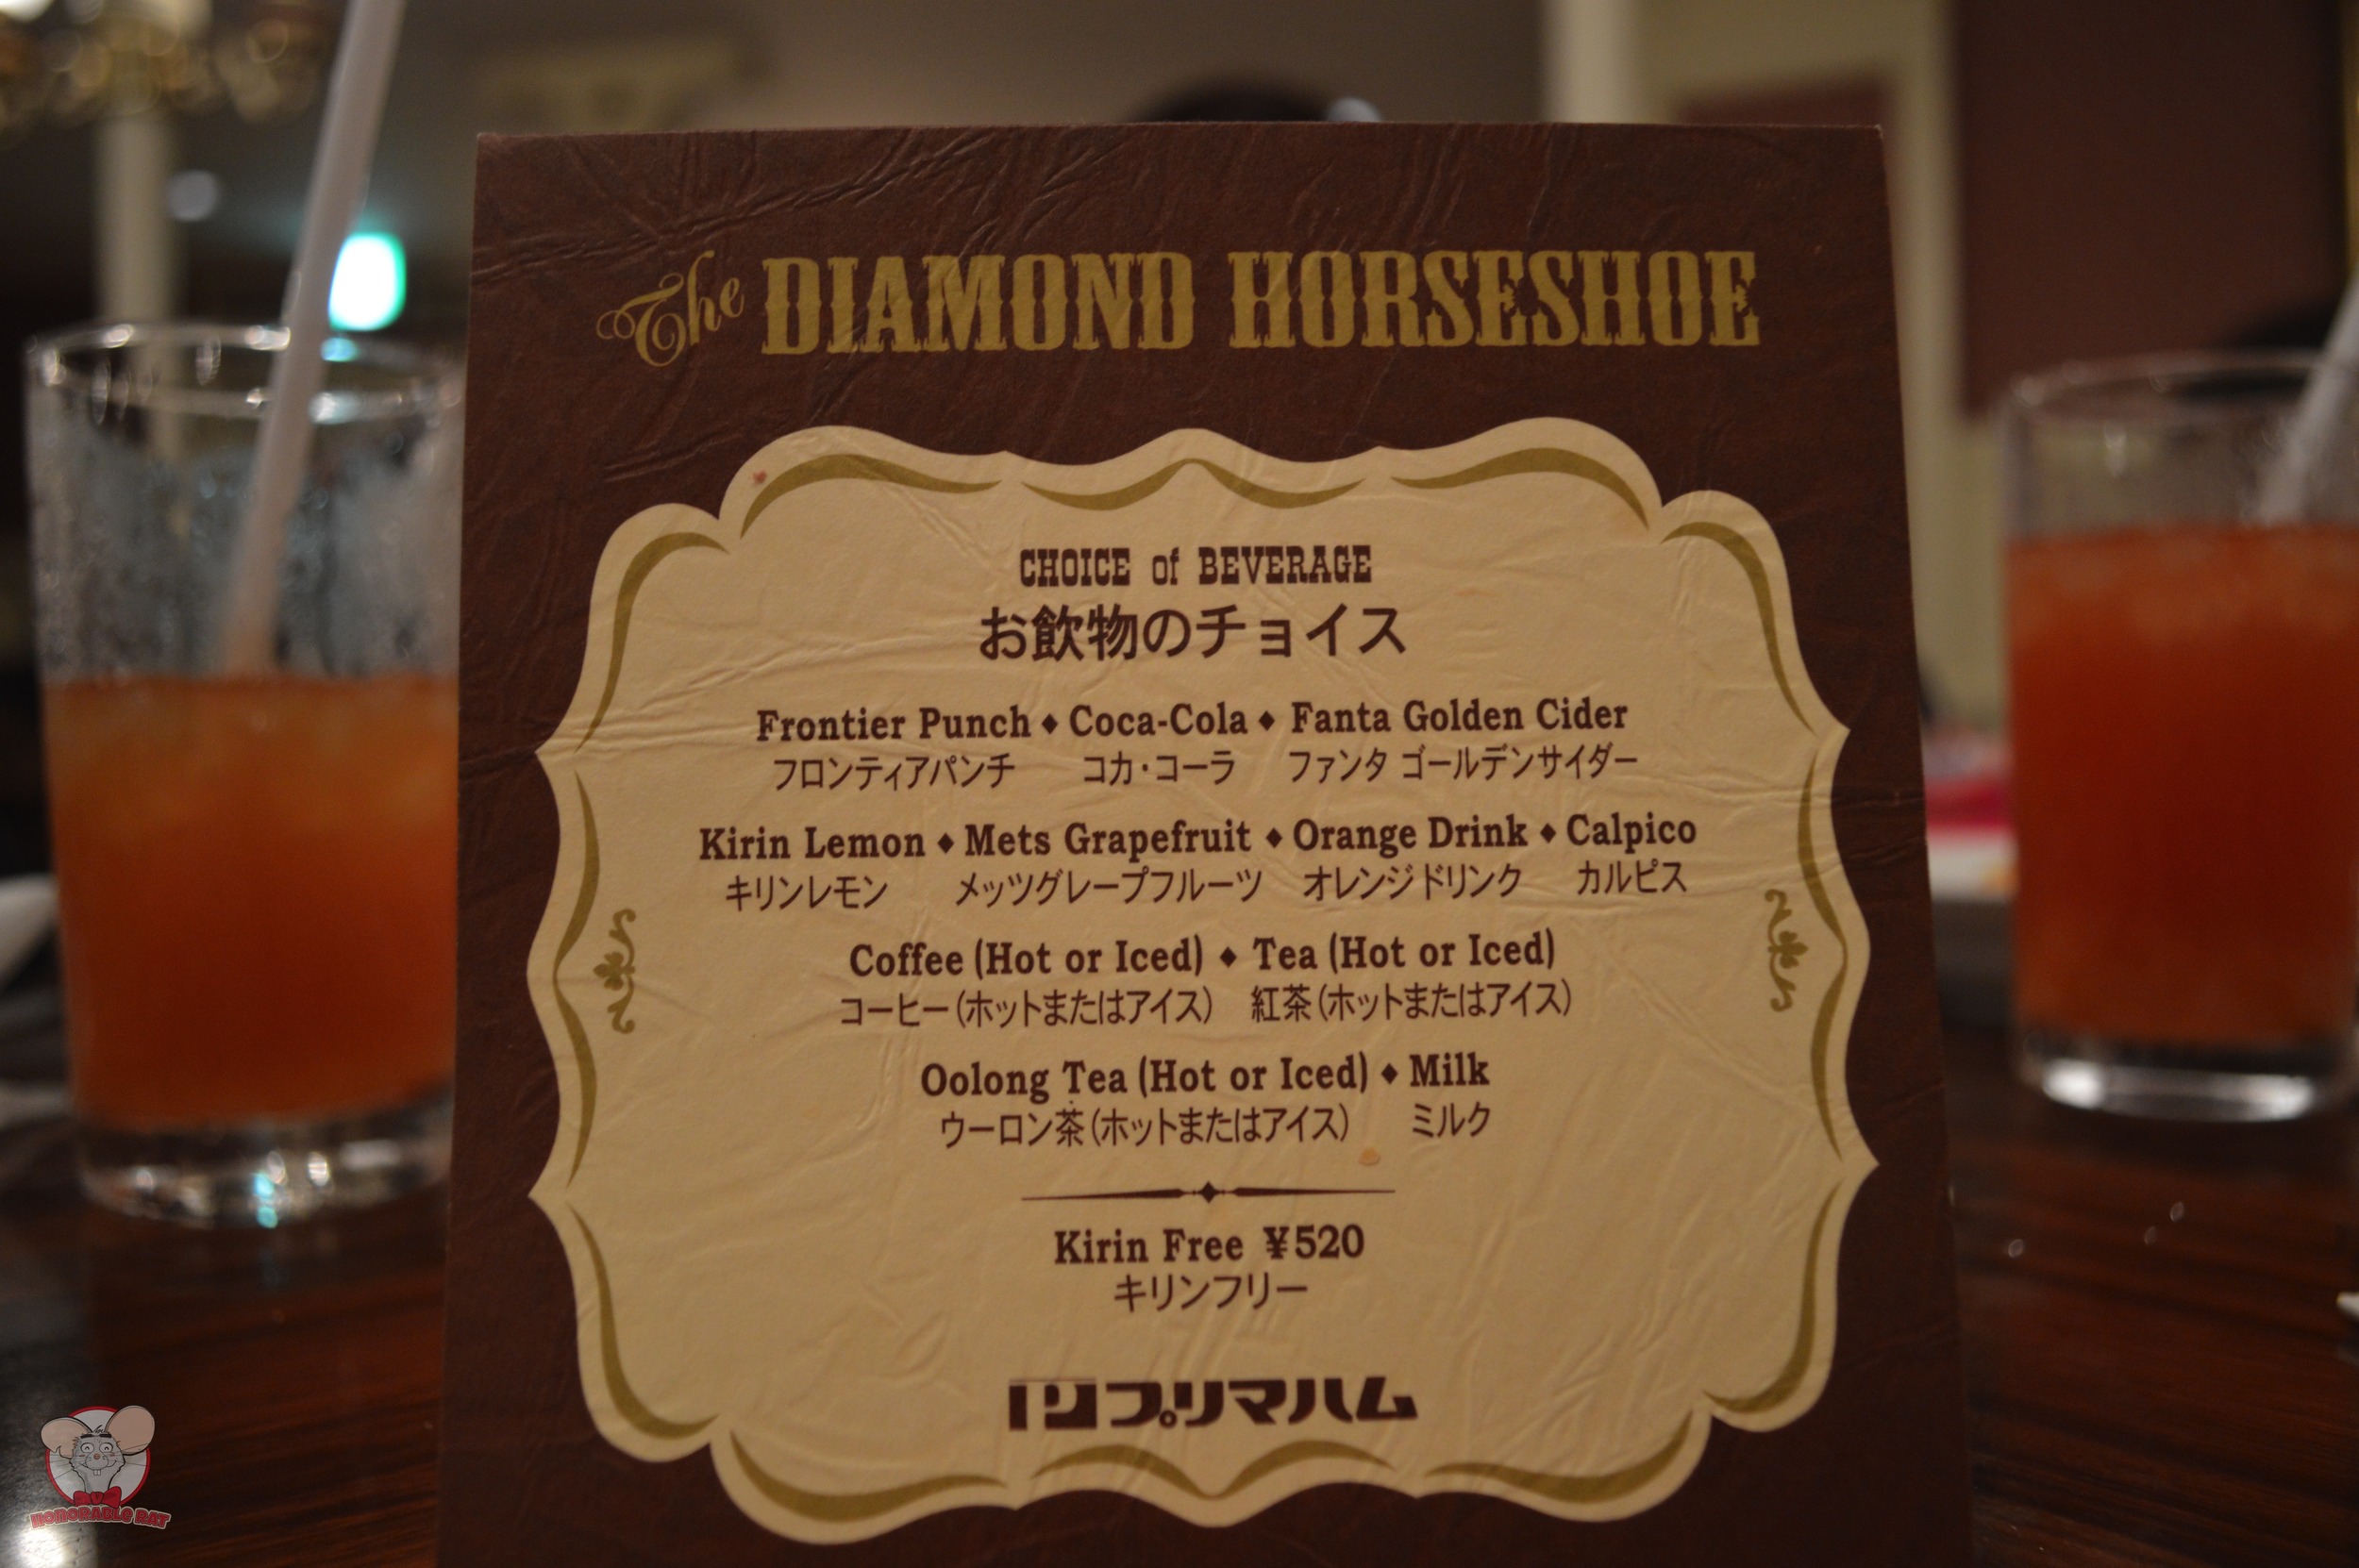 The DIAMOND HORSESHOE
CHOICE of BEVERAGE
お飲物のチョイス
Frontier Punch ◆ Coca-Cola ◆ Fanta Golden Cider
フロンティアパンチ コカ・コーラ ファンタ ゴールデンサイダー
Kirin Lemon ◆ Mets Grapefruit ◆ Orange Drink ◆ Calpico
キリンレモン メッツグレープフルーツ オレンジドリンク カルピス
Coffee (Hot or Iced) ◆ Tea (Hot or Iced)
コーヒー(ホットまたはアイス) 紅茶(ホットまたはアイス)
Oolong Tea (Hot or Iced) ◆ Milk
ウーロン茶(ホットまたはアイス) ミルク
Kirin Free ¥520
キリンフリー
プリマハム
HONORABLE RAT